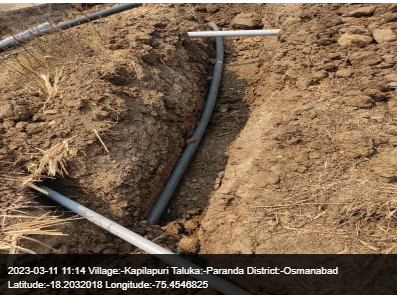 2023-03-11 11:14 Village:-Kapilapuri Taluka:-Paranda District:-Osmanabad
Latitude:-18.2032018 Longitude:-75.4546825